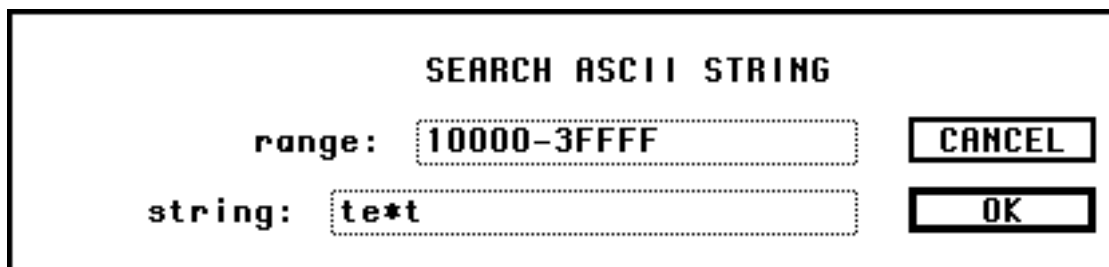 SEARCH ASCII STRING
range: 10000-3FFFF CANCEL
string: te*t OK